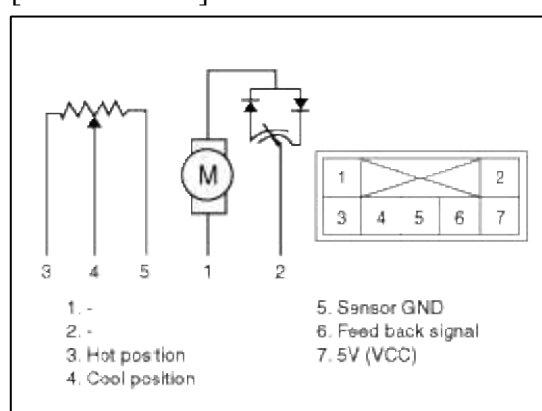 M
1 2
3 4 5 6 7
3 4 5 1 2
1. -
2. -
3. Hot position
4. Cool position
5. Sensor GND
6. Feed back signal
7. 5V (VCC)